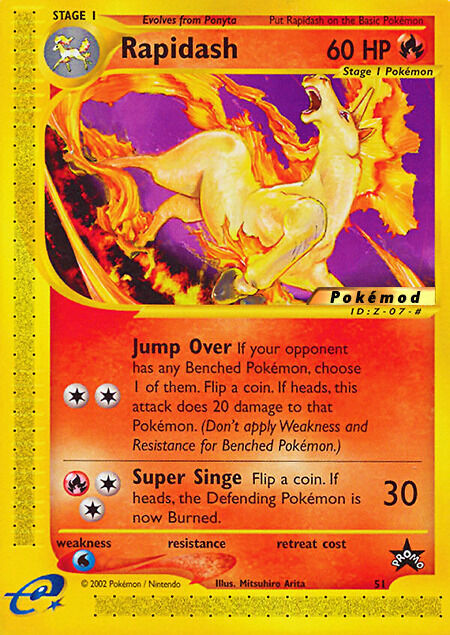 STAGE 1 Evolves from Ponyta Put Rapidash on the Basic Pokémon
Rapidash 60 HP
Stage 1 Pokémon
Pokémod
ID:Z-07-#
Jump Over If your opponent
has any Benched Pokémon, choose
1 of them. Flip a coin. If heads, this
attack does 20 damage to that
Pokémon. (Don't apply Weakness and
Resistance for Benched Pokémon.)
Super Singe Flip a coin. If
heads, the Defending Pokémon is
now Burned.
30
weakness resistance retreat cost
PROMO
© 2002 Pokémon / Nintendo Illus. Mitsuhiro Arita 51
e